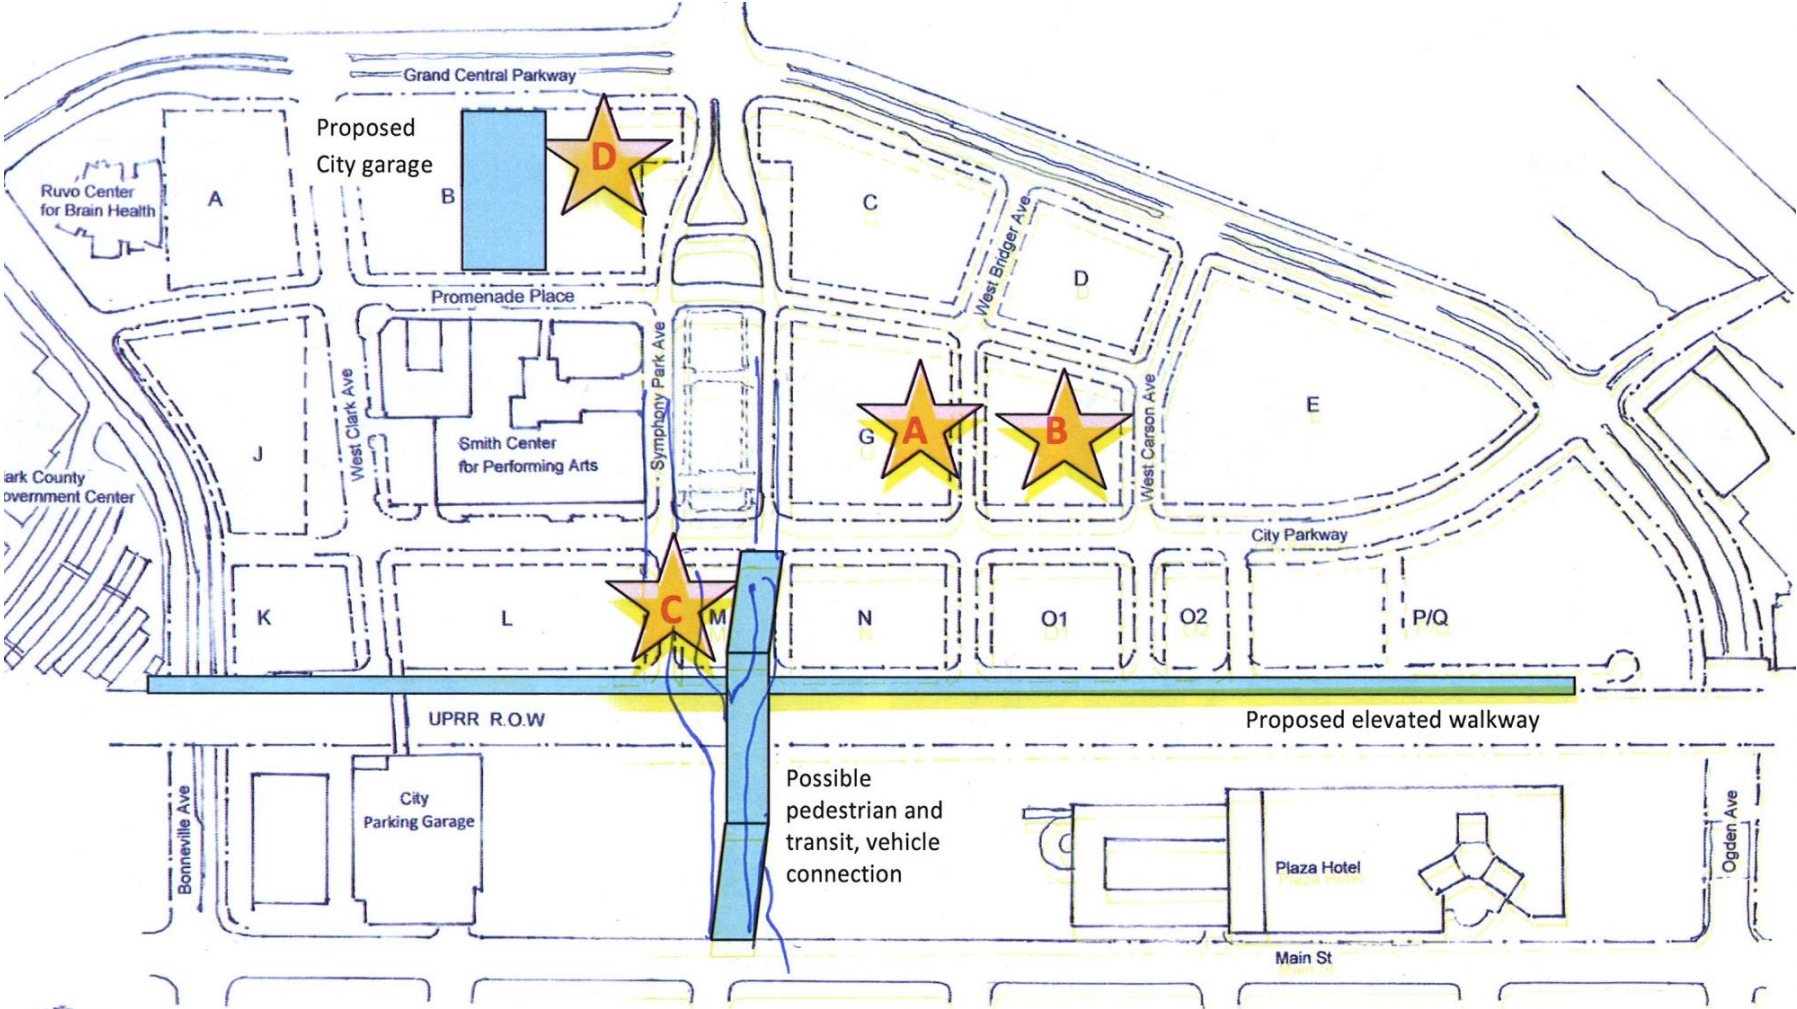 Grand Central Parkway
Proposed
City garage
D
Ruvo Center
for Brain Health
A
B
C
West Bridger Ave
D
Promenade Place
Symphony Park Ave
West Clark Ave
J
Smith Center
for Performing Arts
G
A
B
West Carson Ave
E
ark County
overnment Center
City Parkway
K
L
C
M
N
O1
O2
P/Q
UPRR R.O.W
Proposed elevated walkway
Possible
pedestrian and
transit, vehicle
connection
City
Parking Garage
Bonneville Ave
Plaza Hotel
Ogden Ave
Main St